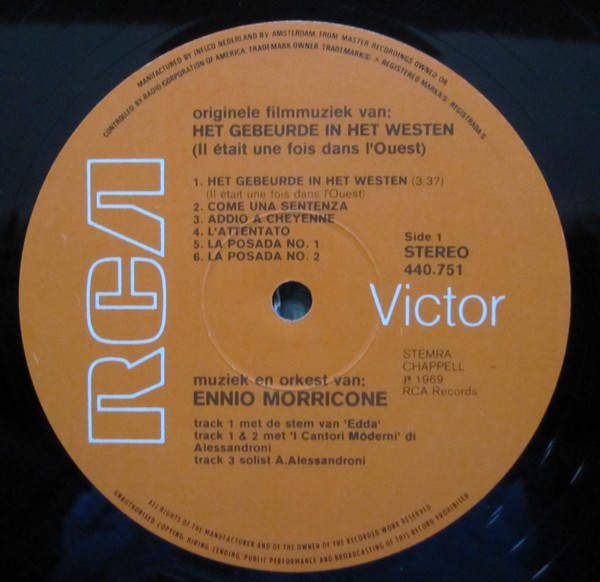 MANUFACTURED BY INELCO NEDERLAND BV AMSTERDAM, FROM MASTER RECORDINGS OWNED OR
CONTROLLED BY RADIO CORPORATION OF AMERICA. TRADEMARK OWNER TRADEMARK(S) ® REGISTERED MARKA(S) REGISTRADA(S)
originele filmmuziek van:
HET GEBEURDE IN HET WESTEN
(Il était une fois dans l'Ouest)
1. HET GEBEURDE IN HET WESTEN (3:37)
(Il était une fois dans l'Ouest)
2. COME UNA SENTENZA
3. ADDIO A CHEYENNE
4. L'ATTENTATO
5. LA POSADA NO. 1
6. LA POSADA NO. 2
Side 1
STEREO
440.751
RCA
Victor
STEMRA
CHAPPELL
℗ 1969
RCA Records
muziek en orkest van:
ENNIO MORRICONE
track 1 met de stem van 'Edda'
track 1 & 2 met 'I Cantori Móderni' di
Alessandroni
track 3 solist A.Alessandroni
ALL RIGHTS OF THE MANUFACTURER AND OF THE OWNER OF THE RECORDED WORK RESERVED
UNAUTHORISED COPYING, HIRING, LENDING, PUBLIC PERFORMANCE AND BROADCASTING OF THIS RECORD PROHIBITED